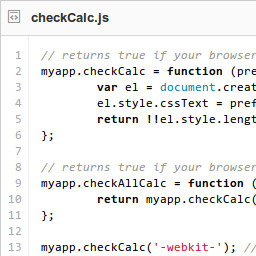 checkCalc.js
1 // returns true if your browser
2 myapp.checkCalc = function (pre
3 var el = document.creat
4 el.style.cssText = pref
5 return !!el.style.lengt
6 };
7
8 // returns true if your browser
9 myapp.checkAllCalc = function (
10 return myapp.checkCalc(
11 };
12
13 myapp.checkCalc('-webkit-'); //